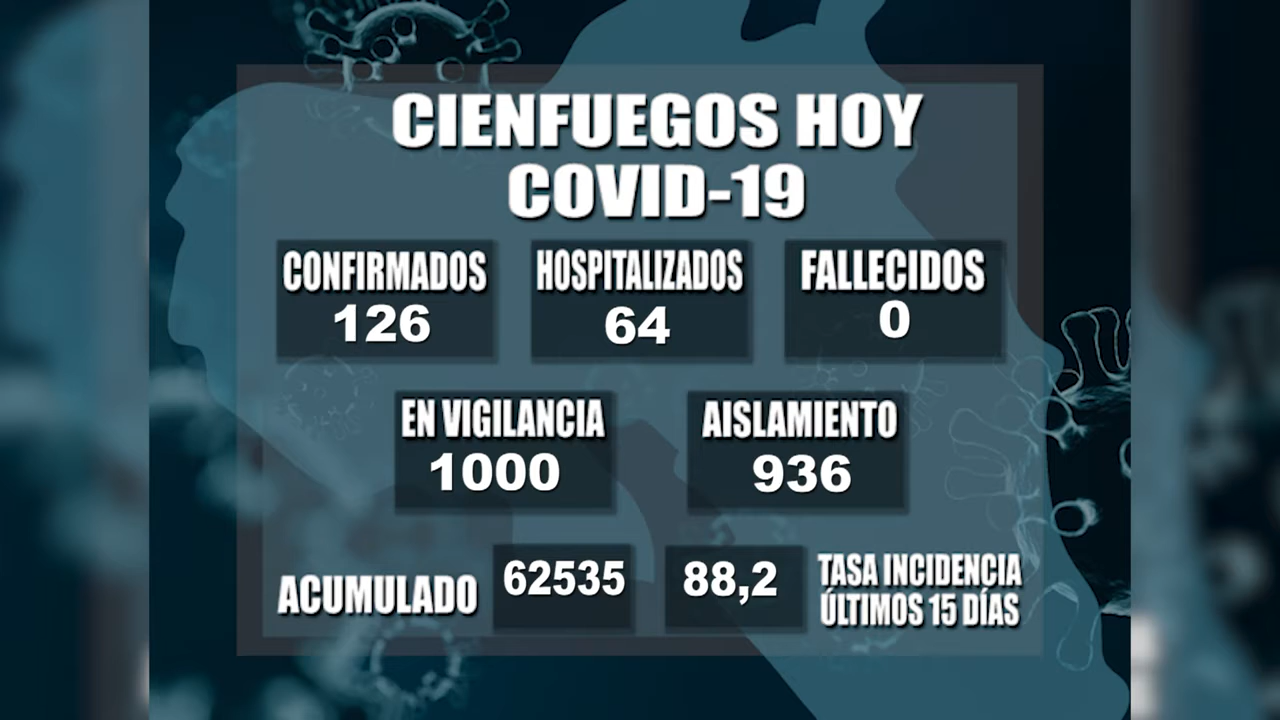 CIENFUEGOS HOY
COVID-19
CONFIRMADOS
126
HOSPITALIZADOS
64
FALLECIDOS
0
EN VIGILANCIA
1000
AISLAMIENTO
936
ACUMULADO
62535
88,2
TASA INCIDENCIA
ÚLTIMOS 15 DÍAS